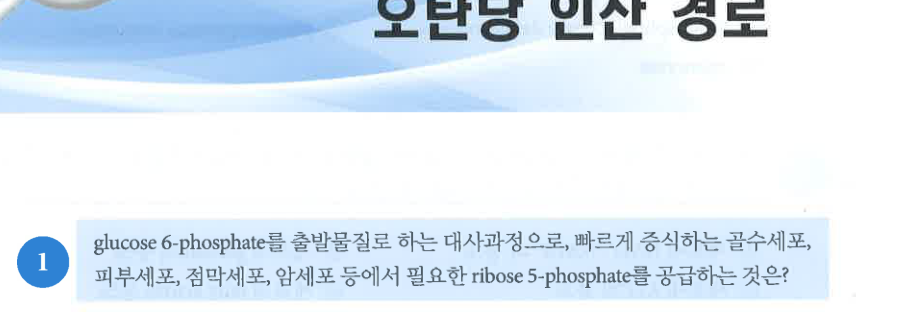 오탄당 인산 경로
1
glucose 6-phosphate를 출발물질로 하는 대사과정으로, 빠르게 증식하는 골수세포,
피부세포, 점막세포, 암세포 등에서 필요한 ribose 5-phosphate를 공급하는 것은?